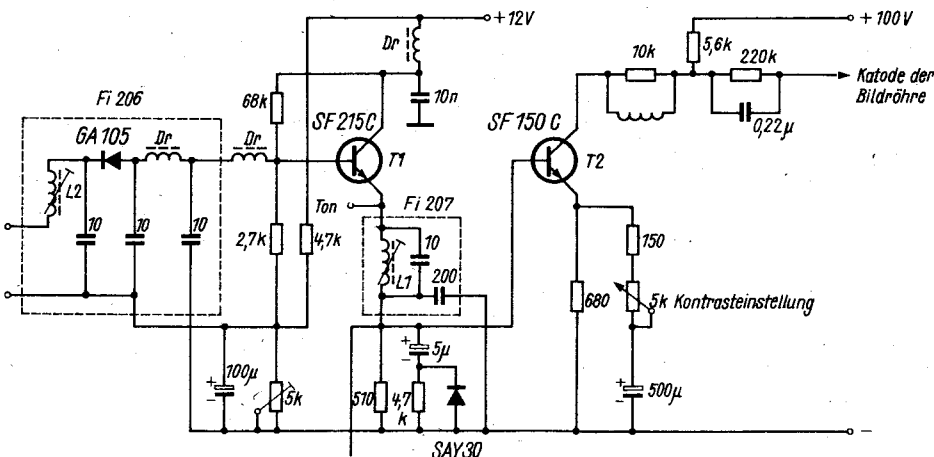 +12V
+100V
Dr
10k
5,6k
220k
Katode der
Bildröhre
Fi 206
68k
10n
0,22µ
SF 215C
SF 150 C
GA 105
Dr
Dr
T1
T2
L2
Ton
Fi 207
10
10
10
2,7k
4,7k
10
L1
200
150
680
5k Kontrasteinstellung
+
-
100µ
5k
+
-
5µ
510
4,7
k
+
-
500µ
-
SAY30